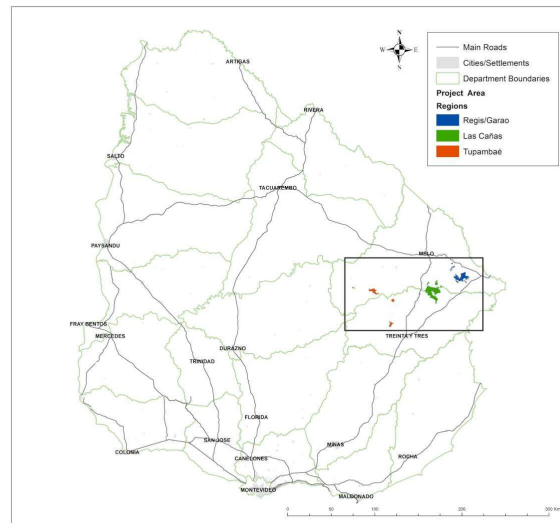 N
W
E
S
Main Roads
Cities/Settlements
Department Boundaries
Project Area
Regions
Regis/Garao
Las Cañas
Tupambaé
ARTIGAS
RIVERA
SALTO
TACUAREMBO
PAYSANDU
MELO
FRAY BENTOS
MERCEDES
TREINTA Y TRES
DURAZNO
TRINIDAD
FLORIDA
SAN JOSE
MINAS
COLONIA
CANELONES
ROCHA
MONTEVIDEO
MALDONADO
0 50 100 150 200 300 Km